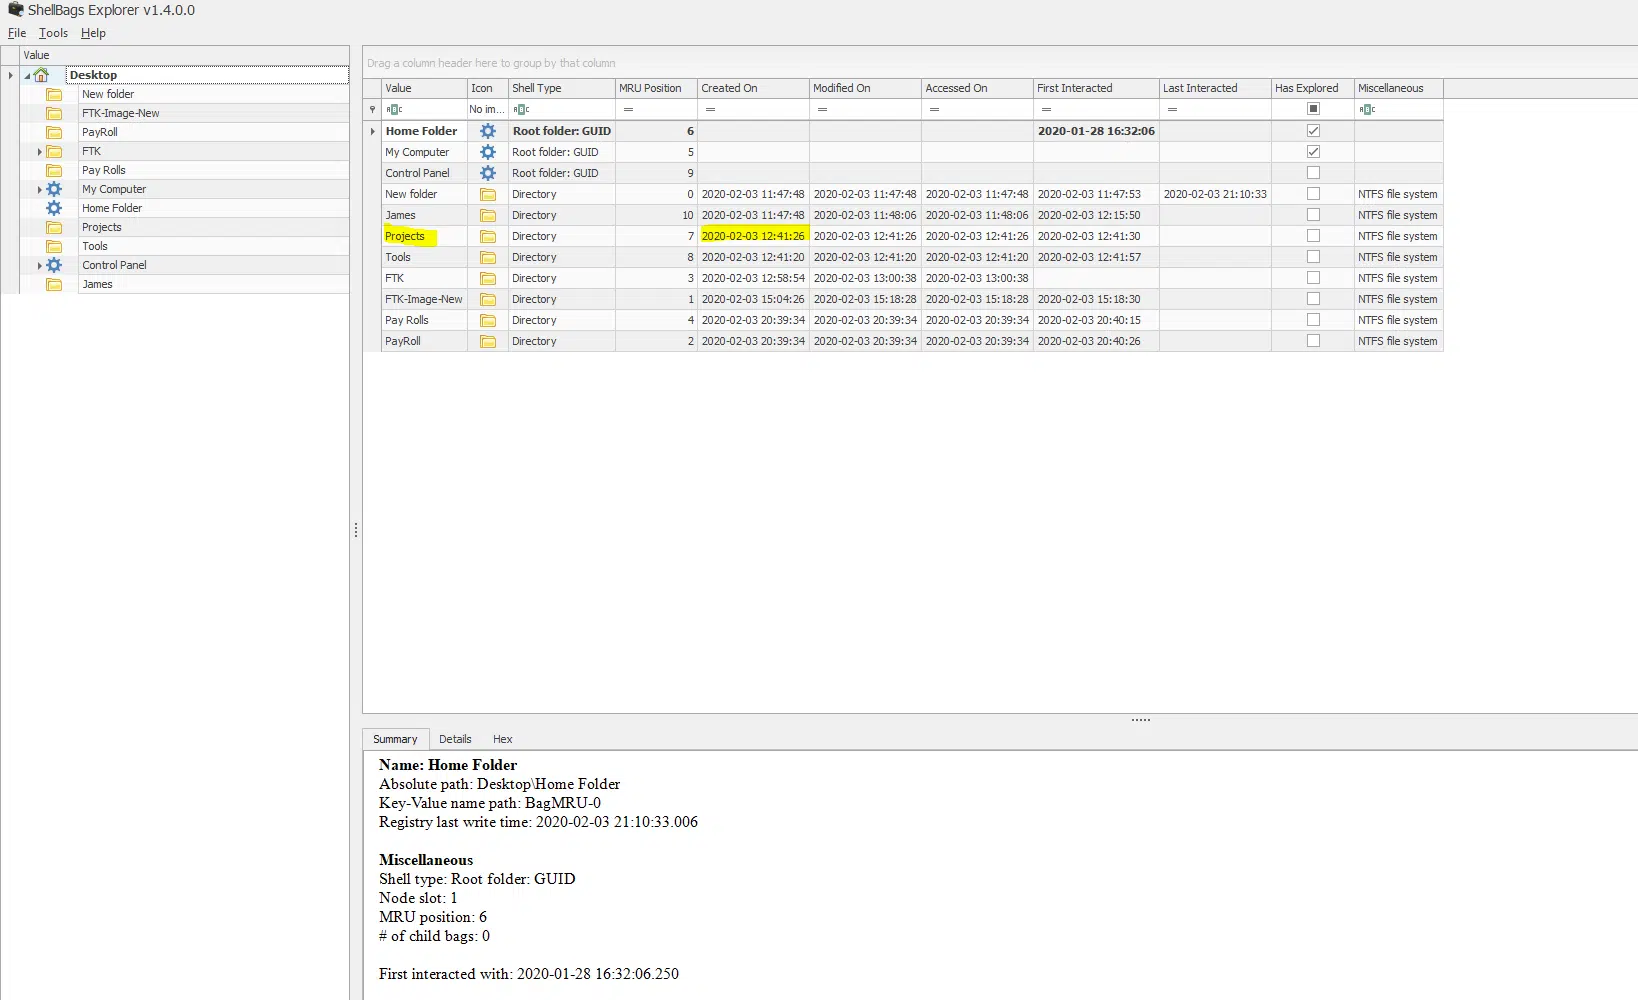 ShellBags Explorer v1.4.0.0
File Tools Help
Value
Desktop
New folder
FTK-Image-New
PayRoll
FTK
Pay Rolls
My Computer
Home Folder
Projects
Tools
Control Panel
James
Drag a column header here to group by that column
Value Icon Shell Type MRU Position Created On Modified On Accessed On First Interacted Last Interacted Has Explored Miscellaneous
No im... = = = = = =
Home Folder Root folder: GUID 6 2020-01-28 16:32:06
My Computer Root folder: GUID 5
Control Panel Root folder: GUID 9
New folder Directory 0 2020-02-03 11:47:48 2020-02-03 11:47:48 2020-02-03 11:47:48 2020-02-03 11:47:53 2020-02-03 21:10:33 NTFS file system
James Directory 10 2020-02-03 11:47:48 2020-02-03 11:48:06 2020-02-03 11:48:06 2020-02-03 12:15:50 NTFS file system
Projects Directory 7 2020-02-03 12:41:26 2020-02-03 12:41:26 2020-02-03 12:41:26 2020-02-03 12:41:30 NTFS file system
Tools Directory 8 2020-02-03 12:41:20 2020-02-03 12:41:20 2020-02-03 12:41:20 2020-02-03 12:41:57 NTFS file system
FTK Directory 3 2020-02-03 12:58:54 2020-02-03 13:00:38 2020-02-03 13:00:38 NTFS file system
FTK-Image-New Directory 1 2020-02-03 15:04:26 2020-02-03 15:18:28 2020-02-03 15:18:28 2020-02-03 15:18:30 NTFS file system
Pay Rolls Directory 4 2020-02-03 20:39:34 2020-02-03 20:39:34 2020-02-03 20:39:34 2020-02-03 20:40:15 NTFS file system
PayRoll Directory 2 2020-02-03 20:39:34 2020-02-03 20:39:34 2020-02-03 20:39:34 2020-02-03 20:40:26 NTFS file system
Summary Details Hex
Name: Home Folder
Absolute path: Desktop\Home Folder
Key-Value name path: BagMRU-0
Registry last write time: 2020-02-03 21:10:33.006
Miscellaneous
Shell type: Root folder: GUID
Node slot: 1
MRU position: 6
# of child bags: 0
First interacted with: 2020-01-28 16:32:06.250